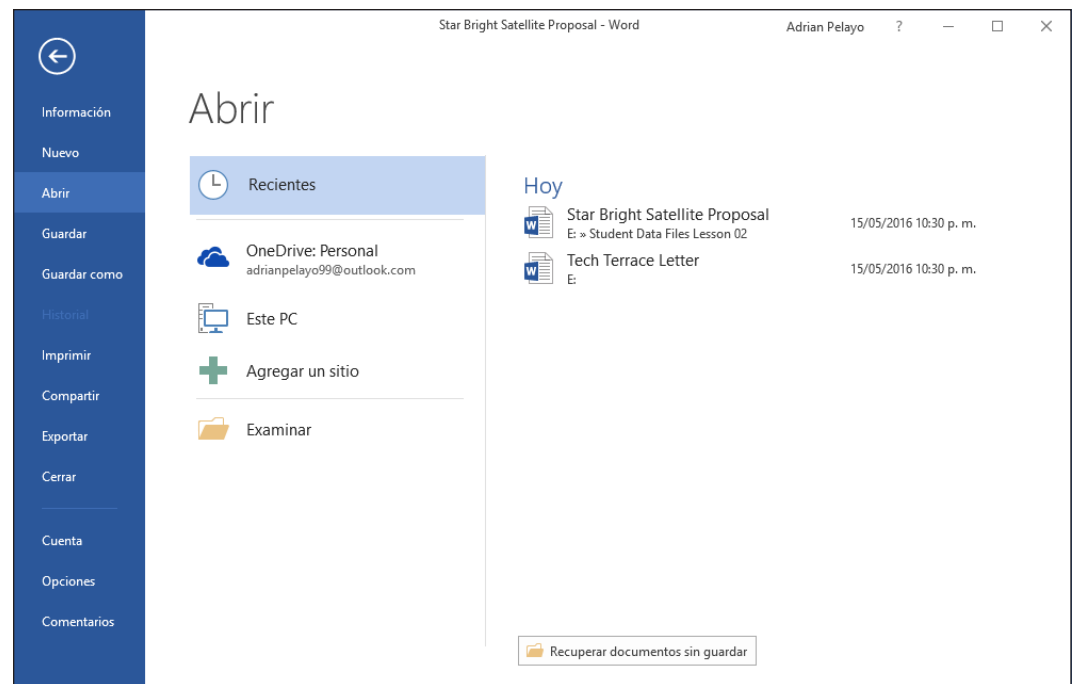 Star Bright Satellite Proposal - Word
Adrian Pelayo ?
Información
Nuevo
Abrir
Guardar
Guardar como
Historial
Imprimir
Compartir
Exportar
Cerrar
Cuenta
Opciones
Comentarios
Abrir
Recientes
OneDrive: Personal
adrianpelayo99@outlook.com
Este PC
Agregar un sitio
Examinar
Hoy
W Star Bright Satellite Proposal 15/05/2016 10:30 p. m.
E: » Student Data Files Lesson 02
W Tech Terrace Letter 15/05/2016 10:30 p. m.
E:
Recuperar documentos sin guardar